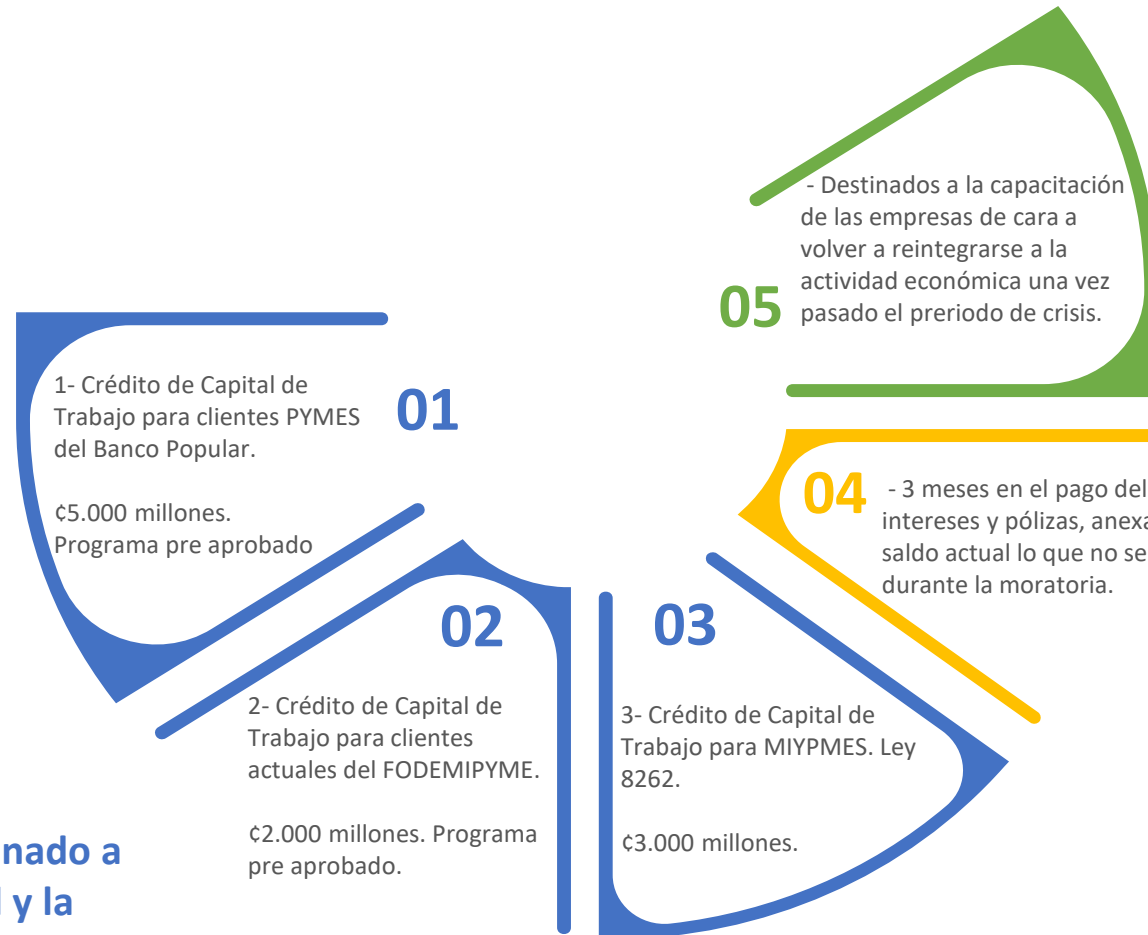 01
1- Crédito de Capital de
Trabajo para clientes PYMES
del Banco Popular.
¢5.000 millones.
Programa pre aprobado
02
2- Crédito de Capital de
Trabajo para clientes
actuales del FODEMIPYME.
¢2.000 millones. Programa
pre aprobado.
03
3- Crédito de Capital de
Trabajo para MIYPMES. Ley
8262.
¢3.000 millones.
04
- 3 meses en el pago del
intereses y pólizas, anexa
saldo actual lo que no se
durante la moratoria.
05
- Destinados a la capacitación
de las empresas de cara a
volver a reintegrarse a la
actividad económica una vez
pasado el preriodo de crisis.
nado a
y la